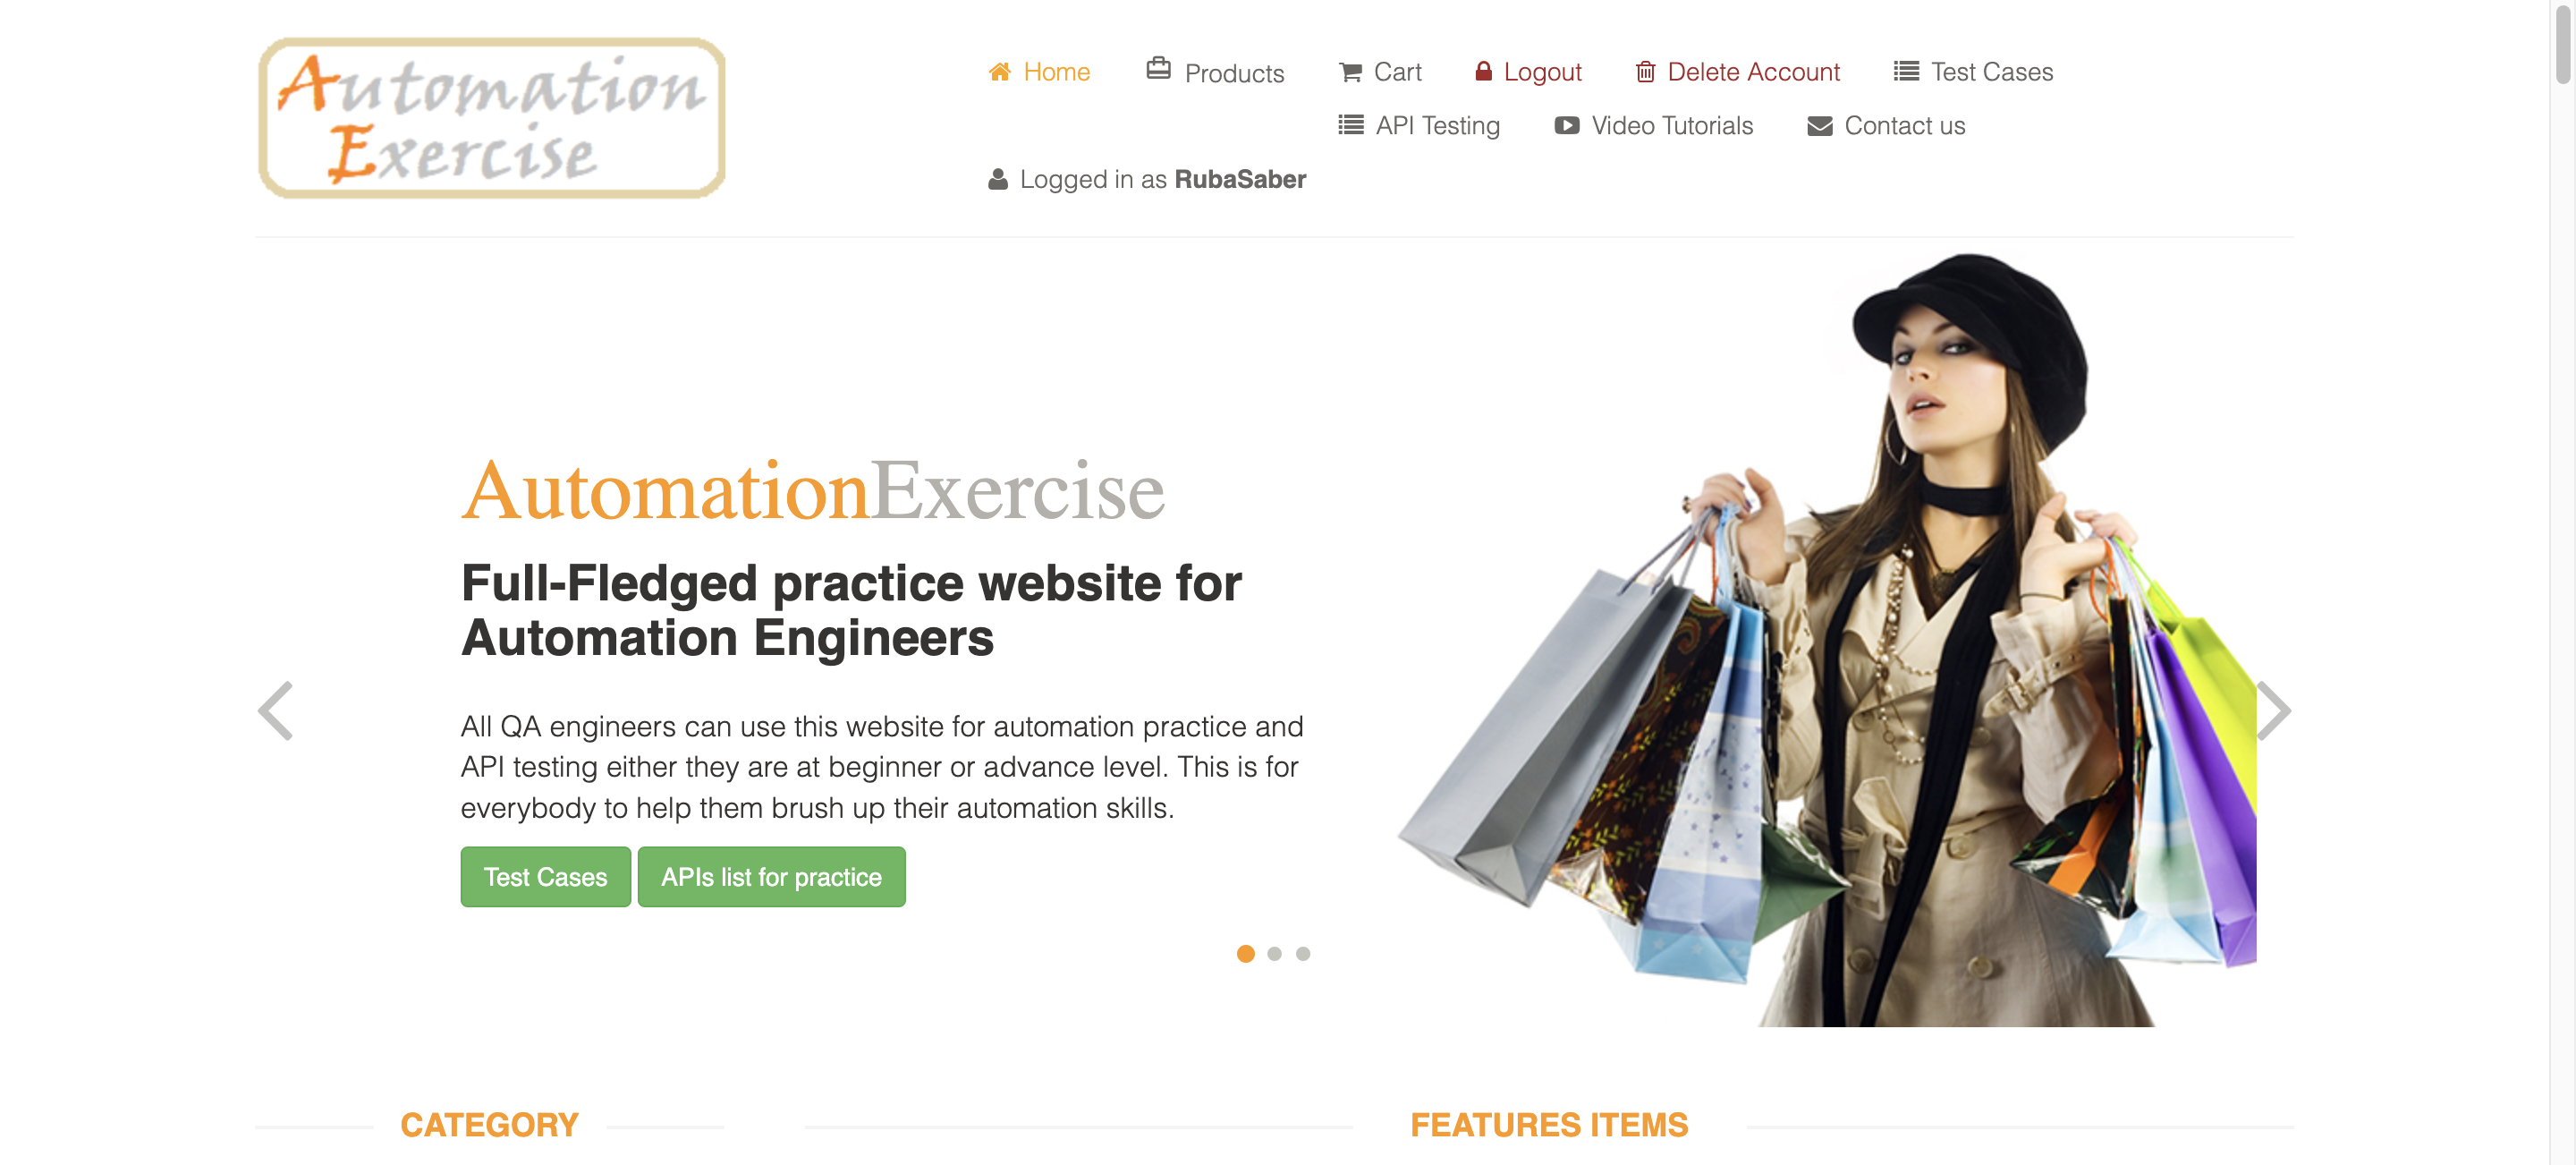 Automation
Exercise
Home Products Cart Logout Delete Account Test Cases
API Testing Video Tutorials Contact us
Logged in as RubaSaber
AutomationExercise
Full-Fledged practice website for
Automation Engineers
All QA engineers can use this website for automation practice and
API testing either they are at beginner or advance level. This is for
everybody to help them brush up their automation skills.
Test Cases APIs list for practice
CATEGORY FEATURES ITEMS